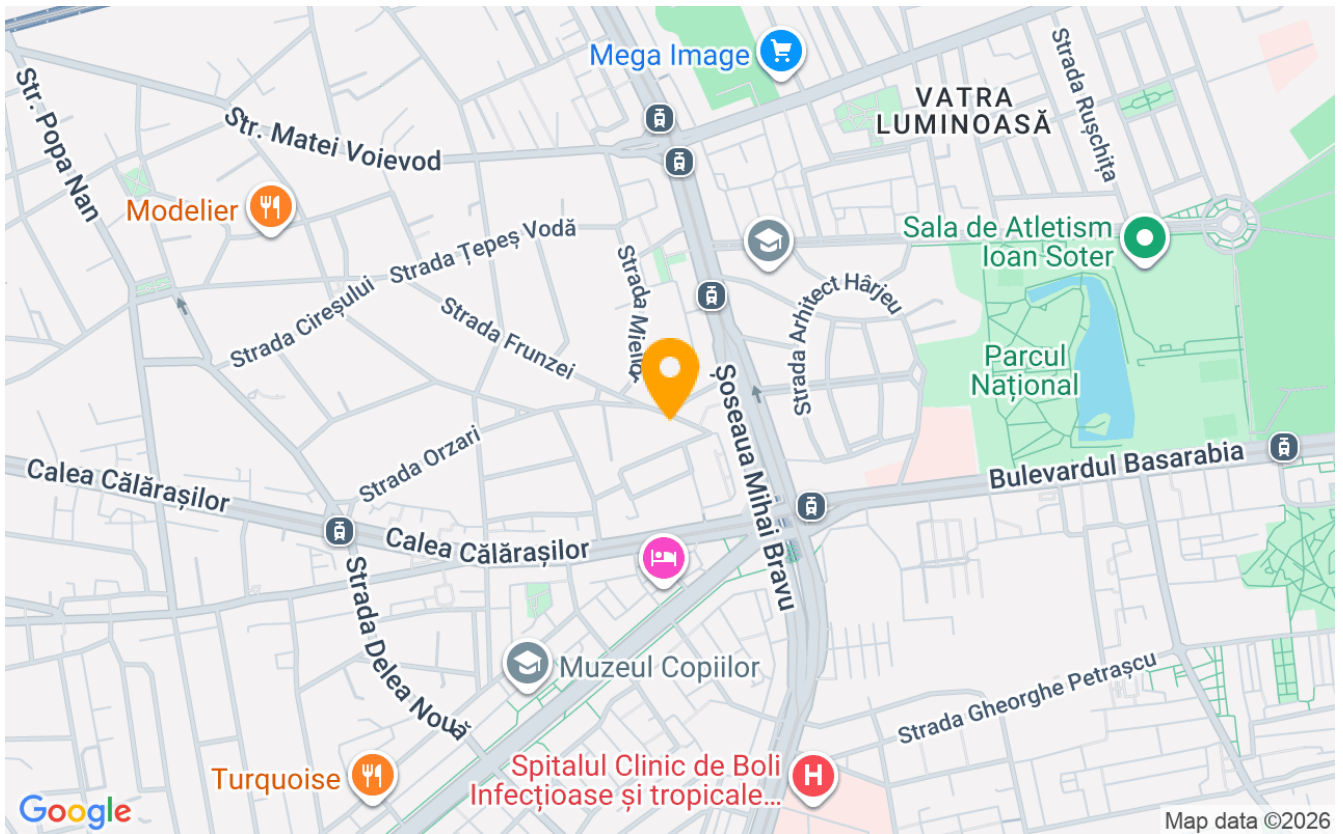 Mega Image
VATRA
LUMINOASĂ
Strada Rușchița
Str. Popa Nan
Str. Matei Voievod
Modelier
Strada Țepeș Vodă
Sala de Atletism
Ioan Soter
Strada Cireșului
Strada Miellor
Strada Arhitect Hârjeu
Strada Frunzei
Parcul
Național
Șoseaua Mihai Bravu
Strada Orzari
Calea Călărașilor
Bulevardul Basarabia
Calea Călărașilor
Strada Delea Nouă
Muzeul Copiilor
Strada Gheorghe Petrașcu
Turquoise
Spitalul Clinic de Boli
Infecțioase și tropicale...
H
Google
Map data ©2026